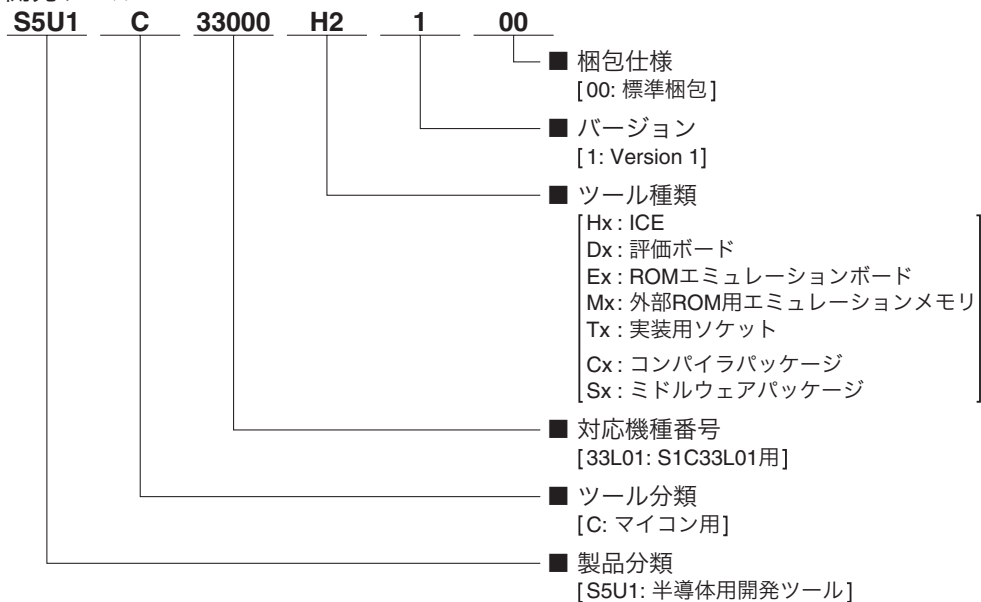 S5U1 C 33000 H2 1 00
■ 梱包仕様
[00: 標準梱包]
■ バージョン
[1: Version 1]
■ ツール種類
Hx : ICE
Dx : 評価ボード
Ex : ROMエミュレーションボード
Mx : 外部ROM用エミュレーションメモリ
Tx : 実装用ソケット
Cx : コンパイラパッケージ
Sx : ミドルウェアパッケージ
■ 対応機種番号
[33L01: S1C33L01用]
■ ツール分類
[C: マイコン用]
■ 製品分類
[S5U1: 半導体用開発ツール]